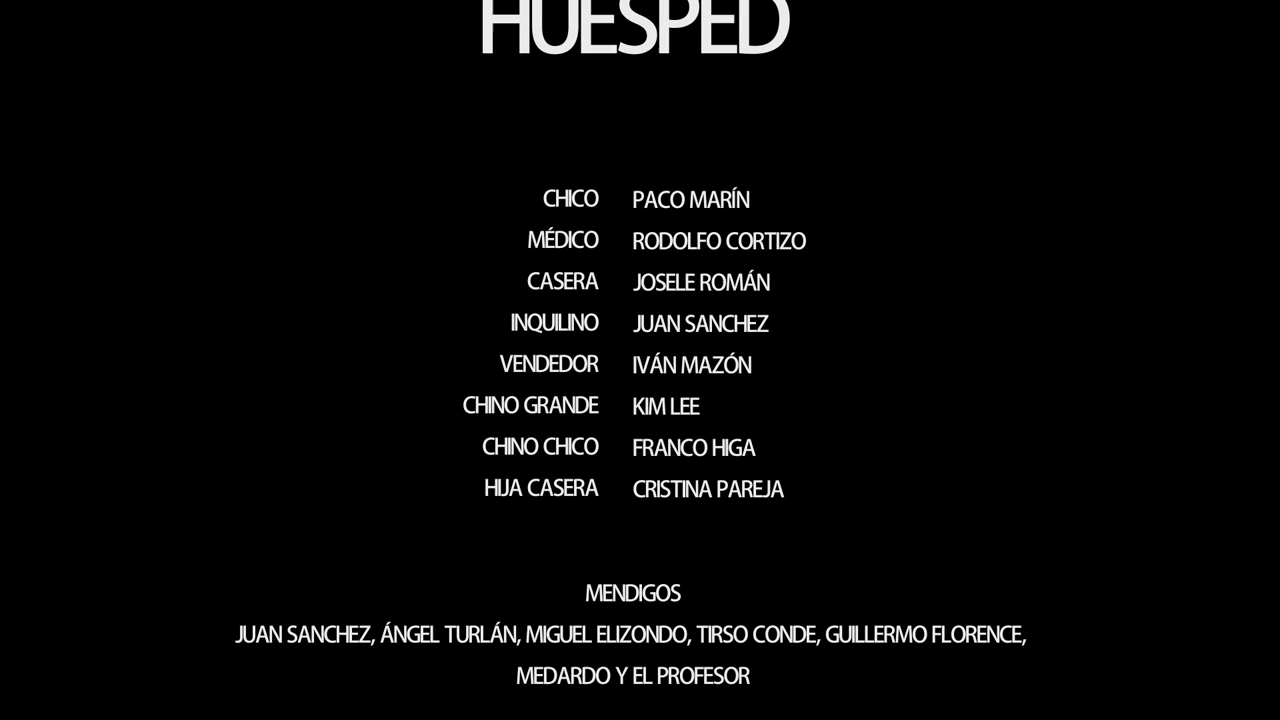 HUESPED
CHICO PACO MARÍN
MÉDICO RODOLFO CORTIZO
CASERA JOSELE ROMÁN
INQUILINO JUAN SANCHEZ
VENDEDOR IVÁN MAZÓN
CHINO GRANDE KIM LEE
CHINO CHICO FRANCO HIGA
HIJA CASERA CRISTINA PAREJA
MENDIGOS
JUAN SANCHEZ, ÁNGEL TURLÁN, MIGUEL ELIZONDO, TIRSO CONDE, GUILLERMO FLORENCE,
MEDARDO Y EL PROFESOR